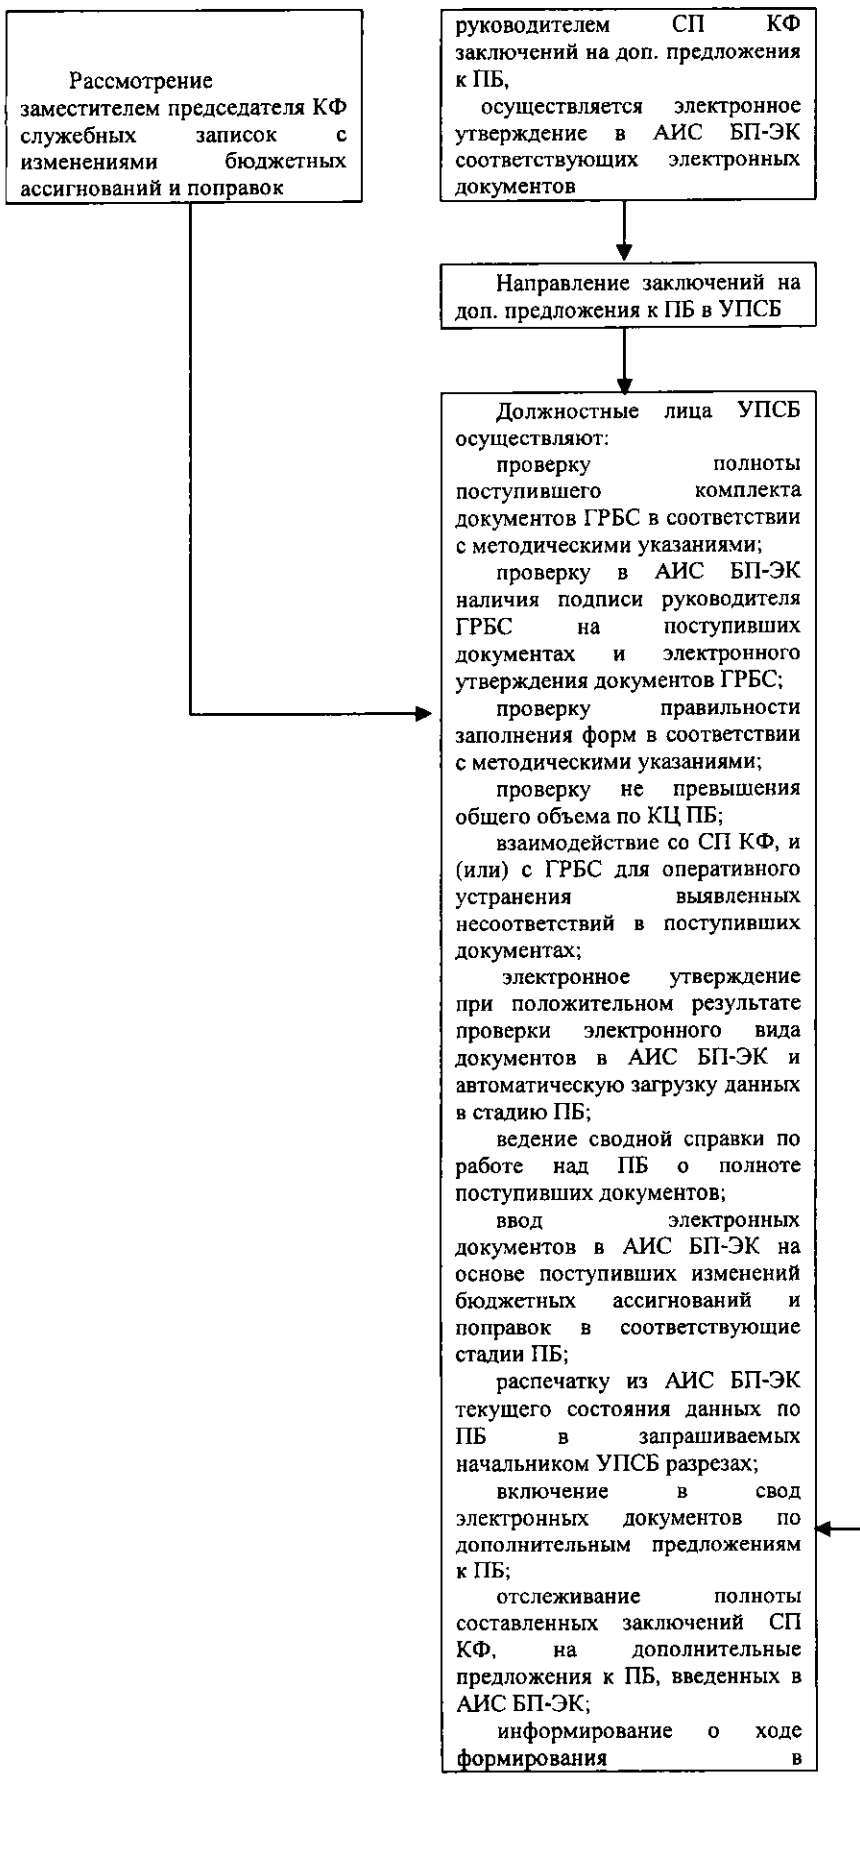 Рассмотрение
заместителем председателя КФ
служебных записок с
изменениями бюджетных
ассигнований и поправок
руководителем СП КФ
заключений на доп. предложения
к ПБ,
осуществляется электронное
утверждение в АИС БП-ЭК
соответствующих электронных
документов
Направление заключений на
доп. предложения к ПБ в УПСБ
Должностные лица УПСБ
осуществляют:
проверку полноты
поступившего комплекта
документов ГРБС в соответствии
с методическими указаниями;
проверку в АИС БП-ЭК
наличия подписи руководителя
ГРБС на поступивших
документах и электронного
утверждения документов ГРБС;
проверку правильности
заполнения форм в соответствии
с методическими указаниями;
проверку не превышения
общего объема по КЦ ПБ;
взаимодействие со СП КФ, и
(или) с ГРБС для оперативного
устранения выявленных
несоответствий в поступивших
документах;
электронное утверждение
при положительном результате
проверки электронного вида
документов в АИС БП-ЭК и
автоматическую загрузку данных
в стадию ПБ;
ведение сводной справки по
работе над ПБ о полноте
поступивших документов;
ввод электронных
документов в АИС БП-ЭК на
основе поступивших изменений
бюджетных ассигнований и
поправок в соответствующие
стадии ПБ;
распечатку из АИС БП-ЭК
текущего состояния данных по
ПБ в запрашиваемых
начальником УПСБ разрезах;
включение в свод
электронных документов по
дополнительным предложениям
к ПБ;
отслеживание полноты
составленных заключений СП
КФ, на дополнительные
предложения к ПБ, введенных в
АИС БП-ЭК;
информирование о ходе
формирования в